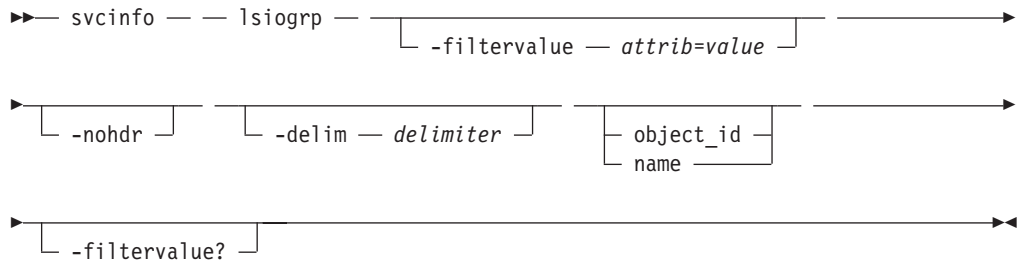 svcinfo lsiogrp
-filtervalue attrib=value
-nohdr -delim delimiter object_id
name
-filtervalue?